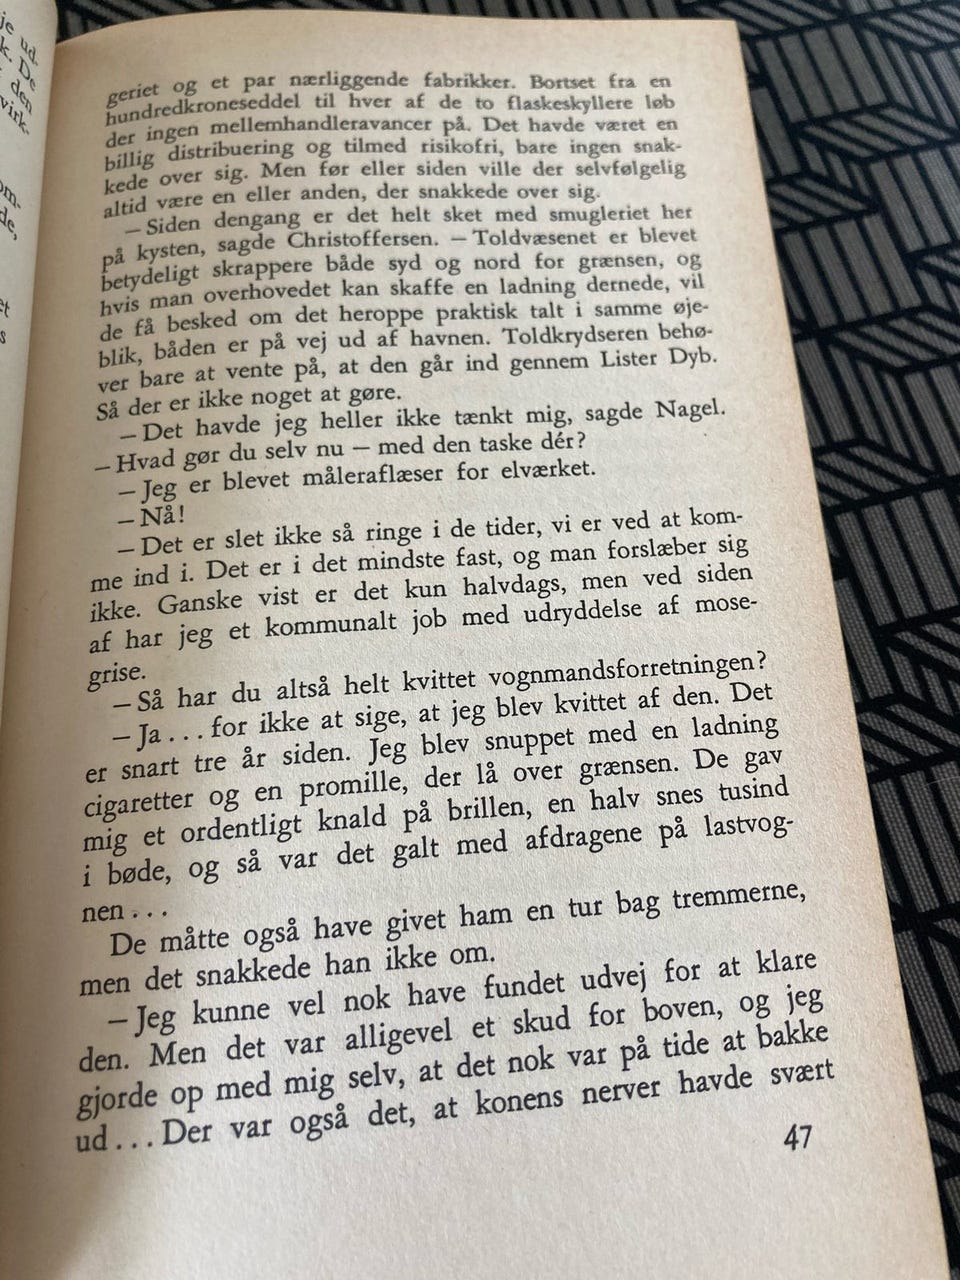 geriet og et par nærliggende fabrikker. Bortset fra en
hundredkroneseddel til hver af de to flaskeskyllere løb
der ingen mellemhandleravancer på. Det havde været en
billig distribuering og tilmed risikofri, bare ingen snak-
kede over sig. Men før eller siden ville der selvfølgelig
altid være en eller anden, der snakkede over sig.
— Siden dengang er det helt sket med smugleriet her
på kysten, sagde Christoffersen. — Toldvæsenet er blevet
betydeligt skrappere både syd og nord for grænsen, og
hvis man overhovedet kan skaffe en ladning dernede, vil
de få besked om det heroppe praktisk talt i samme øje-
blik, båden er på vej ud af havnen. Toldkrydseren behø-
ver bare at vente på, at den går ind gennem Lister Dyb.
Så der er ikke noget at gøre.
— Det havde jeg heller ikke tænkt mig, sagde Nagel.
— Hvad gør du selv nu — med den taske dér?
— Jeg er blevet måleraflæser for elværket.
— Nå!
— Det er slet ikke så ringe i de tider, vi er ved at kom-
me ind i. Det er i det mindste fast, og man forslæber sig
ikke. Ganske vist er det kun halvdags, men ved siden
af har jeg et kommunalt job med udryddelse af mose-
grise.
— Så har du altså helt kvittet vognmandsforretningen?
— Ja . . . for ikke at sige, at jeg blev kvittet af den. Det
er snart tre år siden. Jeg blev snuppet med en ladning
cigaretter og en promille, der lå over grænsen. De gav
mig et ordentligt knald på brillen, en halv snes tusind
i bøde, og så var det galt med afdragene på lastvog-
nen . . .
De måtte også have givet ham en tur bag tremmerne,
men det snakkede han ikke om.
— Jeg kunne vel nok have fundet udvej for at klare
den. Men det var alligevel et skud for boven, og jeg
gjorde op med mig selv, at det nok var på tide at bakke
ud . . . Der var også det, at konens nerver havde svært
47